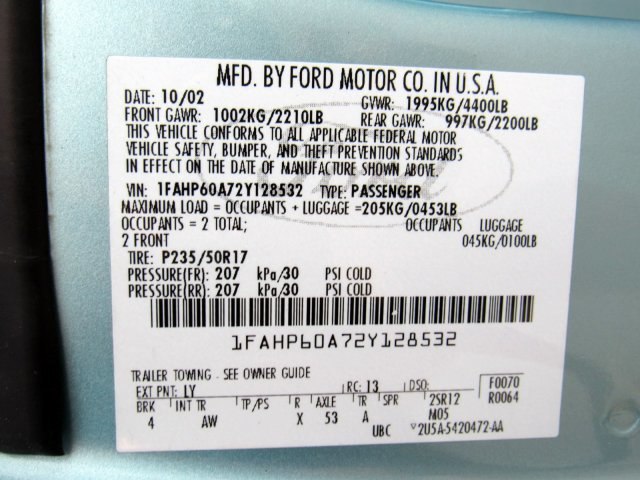 MFD. BY FORD MOTOR CO. IN U.S.A.
DATE: 10/02 GVWR: 1995KG/4400LB
FRONT GAWR: 1002KG/2210LB REAR GAWR: 997KG/2200LB
THIS VEHICLE CONFORMS TO ALL APPLICABLE FEDERAL MOTOR
VEHICLE SAFETY, BUMPER, AND THEFT PREVENTION STANDARDS
IN EFFECT ON THE DATE OF MANUFACTURE SHOWN ABOVE.
VIN: 1FAHP60A72Y128532 TYPE: PASSENGER
MAXIMUM LOAD = OCCUPANTS + LUGGAGE =205KG/0453LB
OCCUPANTS = 2 TOTAL; OCCUPANTS LUGGAGE
2 FRONT 045KG/0100LB
TIRE: P235/50R17
PRESSURE(FR): 207 kPa/30 PSI COLD
PRESSURE(RR): 207 kPa/30 PSI COLD
1FAHP60A72Y128532
TRAILER TOWING - SEE OWNER GUIDE
EXT PNT: LY RC: 13 DSO: F0070
BRK INT TR TP/PS R AXLE TR SPR 2SR12 R0064
4 AW X 53 A M05
UBC V2U5A-5420472-AA
Ford